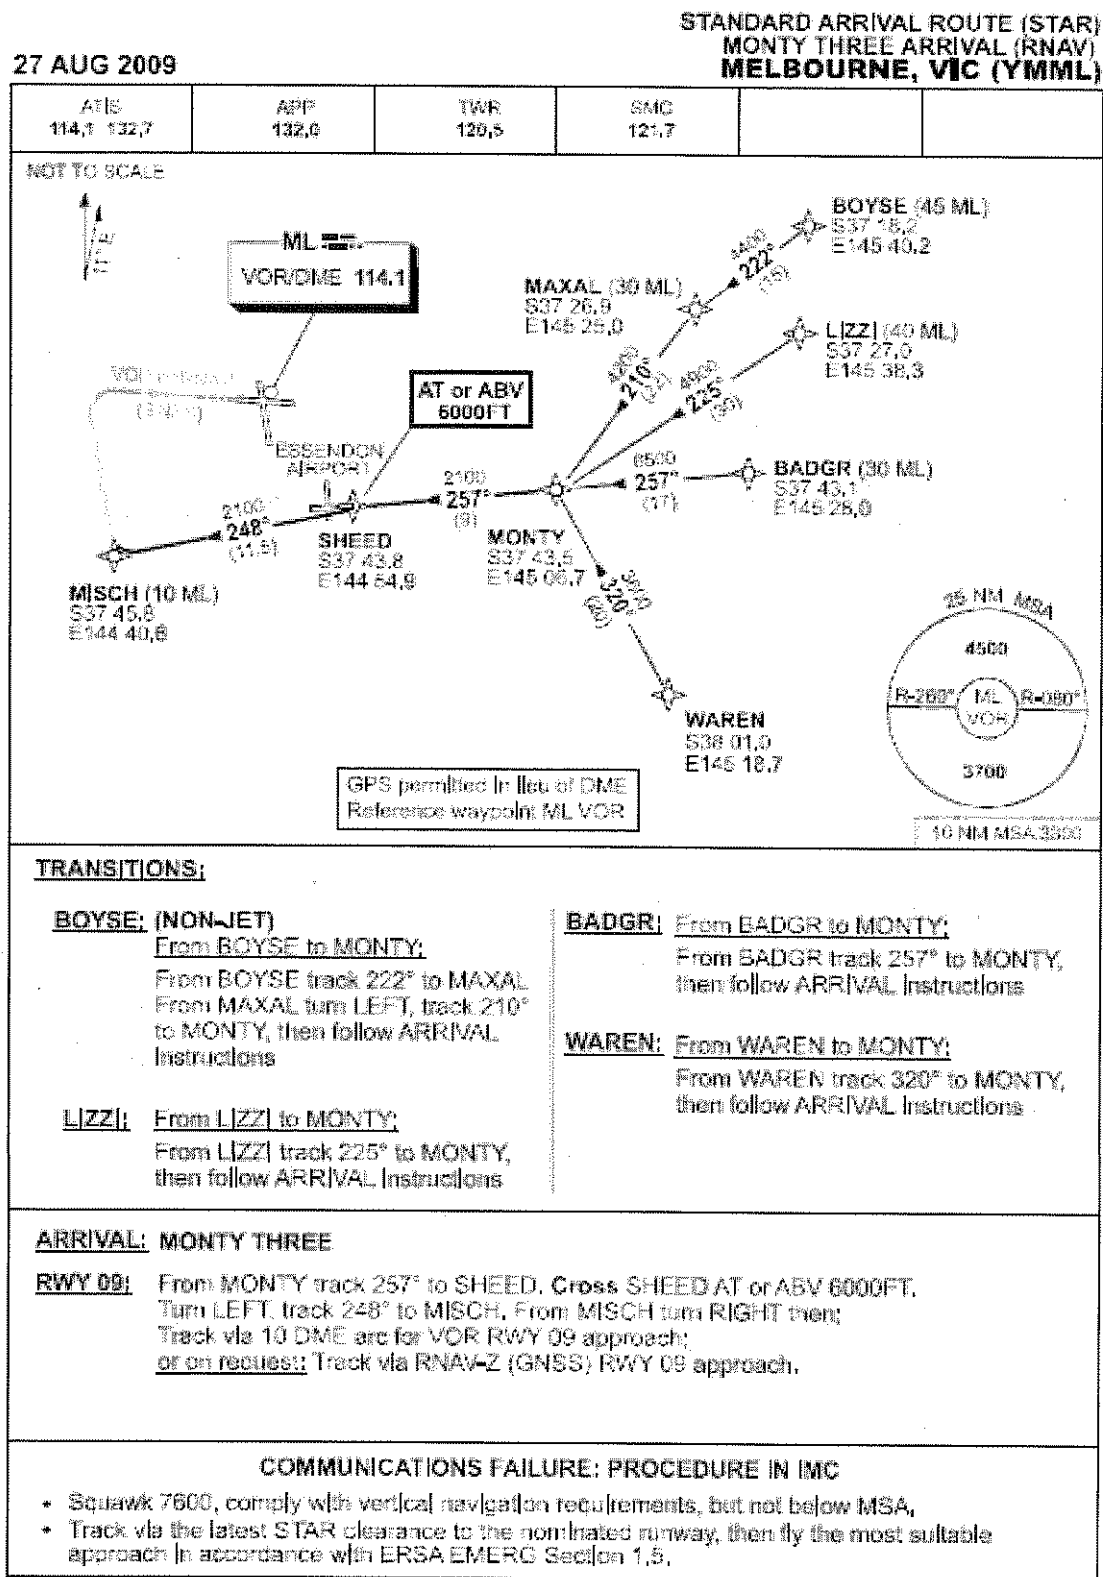 STANDARD ARRIVAL ROUTE (STAR)
MONTY THREE ARRIVAL (RNAV)
27 AUG 2009
MELBOURNE, VIC (YMML)
ATIS
114.1 132.7
APP
132.0
TWR
120.5
SMC
121.7
NOT TO SCALE
11° E
ML
VOR/DME 114.1
BOYSE (45 ML)
S37 18.2
E145 40.2
4400
222°
(15)
MAXAL (30 ML)
S37 26.9
E145 26.0
LIZZI (40 ML)
S37 27.0
E145 38.3
210°
4900
225°
(30)
AT or ABV
6000FT
ESSENDON
AIRPORT
BADGR (30 ML)
S37 43.1
E145 28.0
6500
257°
(17)
2100
257°
(9)
2100
248°
(11.5)
SHEED
S37 43.8
E144 54.9
MONTY
S37 43.5
E145 06.7
MISCH (10 ML)
S37 45.8
E144 40.8
320°
WAREN
S38 01.0
E145 18.7
25 NM MSA
4500
R-260° ML VOR R-080°
3700
10 NM MSA 3900
GPS permitted in lieu of DME
Reference waypoint ML VOR
TRANSITIONS:
BOYSE: (NON-JET)
From BOYSE to MONTY:
From BOYSE track 222° to MAXAL
From MAXAL turn LEFT, track 210°
to MONTY, then follow ARRIVAL
Instructions
LIZZI: From LIZZI to MONTY:
From LIZZI track 225° to MONTY,
then follow ARRIVAL Instructions
BADGR: From BADGR to MONTY:
From BADGR track 257° to MONTY,
then follow ARRIVAL Instructions
WAREN: From WAREN to MONTY:
From WAREN track 320° to MONTY,
then follow ARRIVAL Instructions
ARRIVAL: MONTY THREE
RWY 09: From MONTY track 257° to SHEED. Cross SHEED AT or ABV 6000FT.
Turn LEFT, track 248° to MISCH. From MISCH turn RIGHT then:
Track via 10 DME arc for VOR RWY 09 approach;
or on request: Track via RNAV-Z (GNSS) RWY 09 approach.
COMMUNICATIONS FAILURE: PROCEDURE IN IMC
• Squawk 7600, comply with vertical navigation requirements, but not below MSA.
• Track via the latest STAR clearance to the nominated runway, then fly the most suitable
approach in accordance with ERSA EMERG Section 1.5.